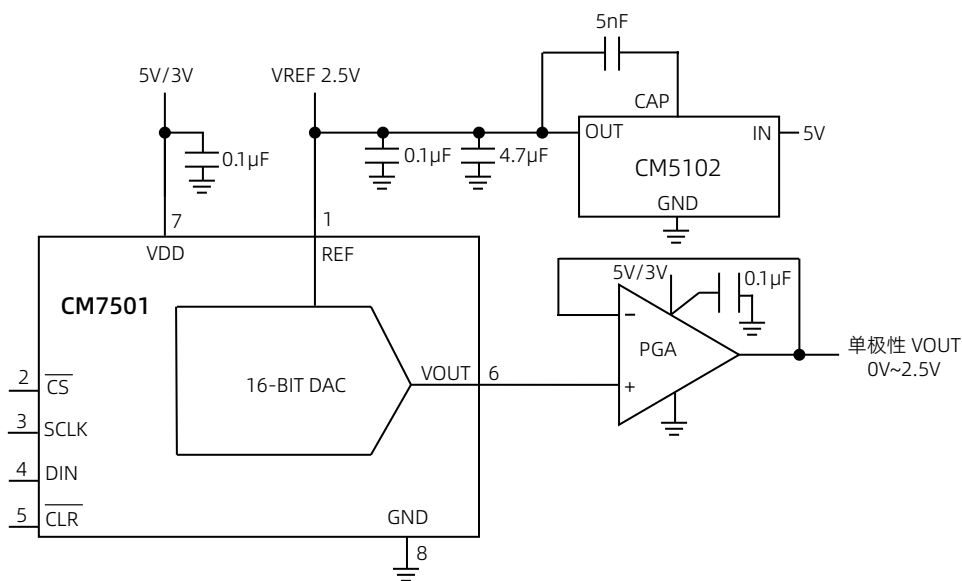 5nF
5V/3V
VREF 2.5V
CAP
OUT
IN
5V
0.1μF
0.1μF
4.7μF
CM5102
GND
7
1
VDD
REF
CM7501
5V/3V
0.1μF
−
PGA
单极性 VOUT
0V~2.5V
+
2
CS
16-BIT DAC
VOUT
6
3
SCLK
4
DIN
5
CLR
GND
8